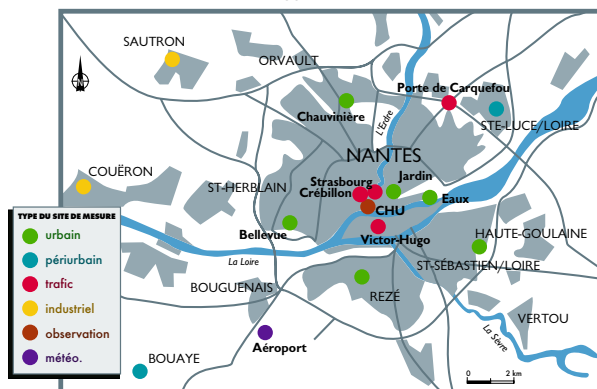 SAUTRON
ORVAULT
Porte de Carquefou
Chauvinière
L'Erdre
STE-LUCE/LOIRE
N
NANTES
COUËRON
ST-HERBLAIN
Strasbourg
Jardin
Crébillon
Eaux
CHU
TYPE DU SITE DE MESURE
urbain
périurbain
trafic
industriel
observation
météo.
Bellevue
Victor-Hugo
HAUTE-GOULAINE
La Loire
ST-SÉBASTIEN/LOIRE
BOUGUENAIS
REZÉ
VERTOU
La Sèvre
Aéroport
BOUAYE
0 2 km